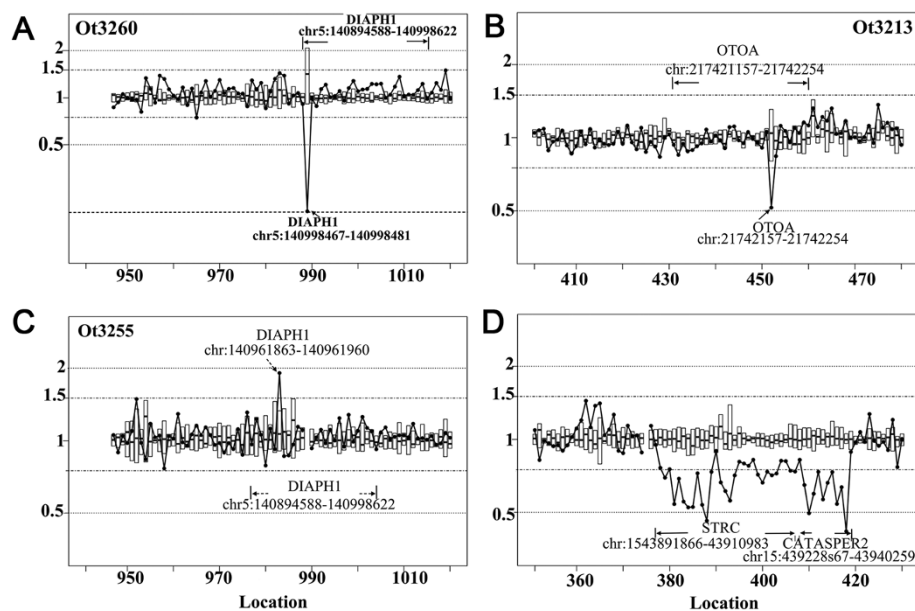 A
Ot3260
DIAPH1
chr5:140894588-140998622
2
1.5
1
0.5
DIAPH1
chr5:140998467-140998481
950
970
990
1010
B
Ot3213
OTOA
chr:217421157-21742254
2
1.5
1
0.5
OTOA
chr:21742157-21742254
410
430
450
470
C
Ot3255
DIAPH1
chr:140961863-140961960
2
1.5
1
0.5
DIAPH1
chr5:140894588-140998622
950
970
990
1010
Location
D
2
1.5
1
0.5
STRC
chr:1543891866-43910983
CATASPER2
chr15:439228s67-43940259
360
380
400
420
Location